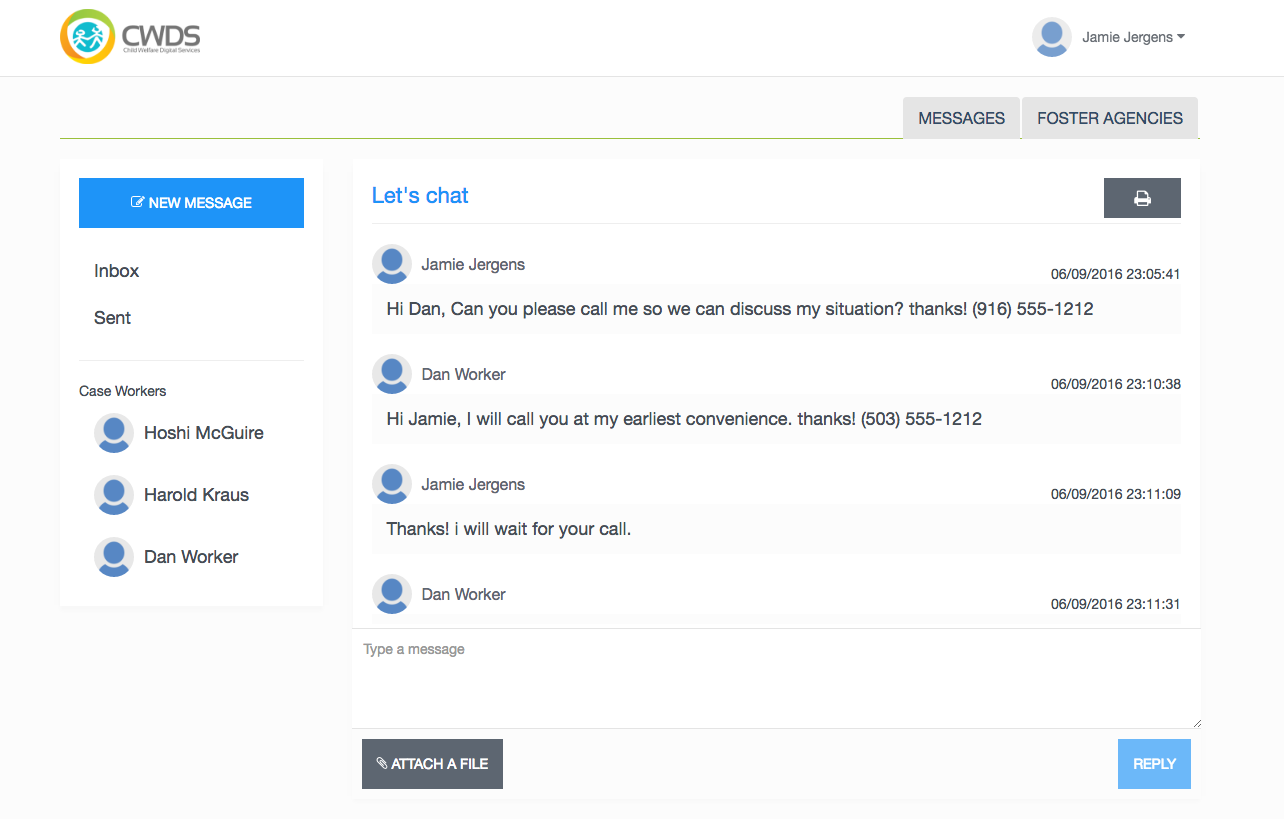 CWDS
Child Welfare Digital Services
Jamie Jergens
MESSAGES
FOSTER AGENCIES
NEW MESSAGE
Inbox
Sent
Case Workers
Hoshi McGuire
Harold Kraus
Dan Worker
Let's chat
Jamie Jergens
06/09/2016 23:05:41
Hi Dan, Can you please call me so we can discuss my situation? thanks! (916) 555-1212
Dan Worker
06/09/2016 23:10:38
Hi Jamie, I will call you at my earliest convenience. thanks! (503) 555-1212
Jamie Jergens
06/09/2016 23:11:09
Thanks! i will wait for your call.
Dan Worker
06/09/2016 23:11:31
Type a message
ATTACH A FILE
REPLY